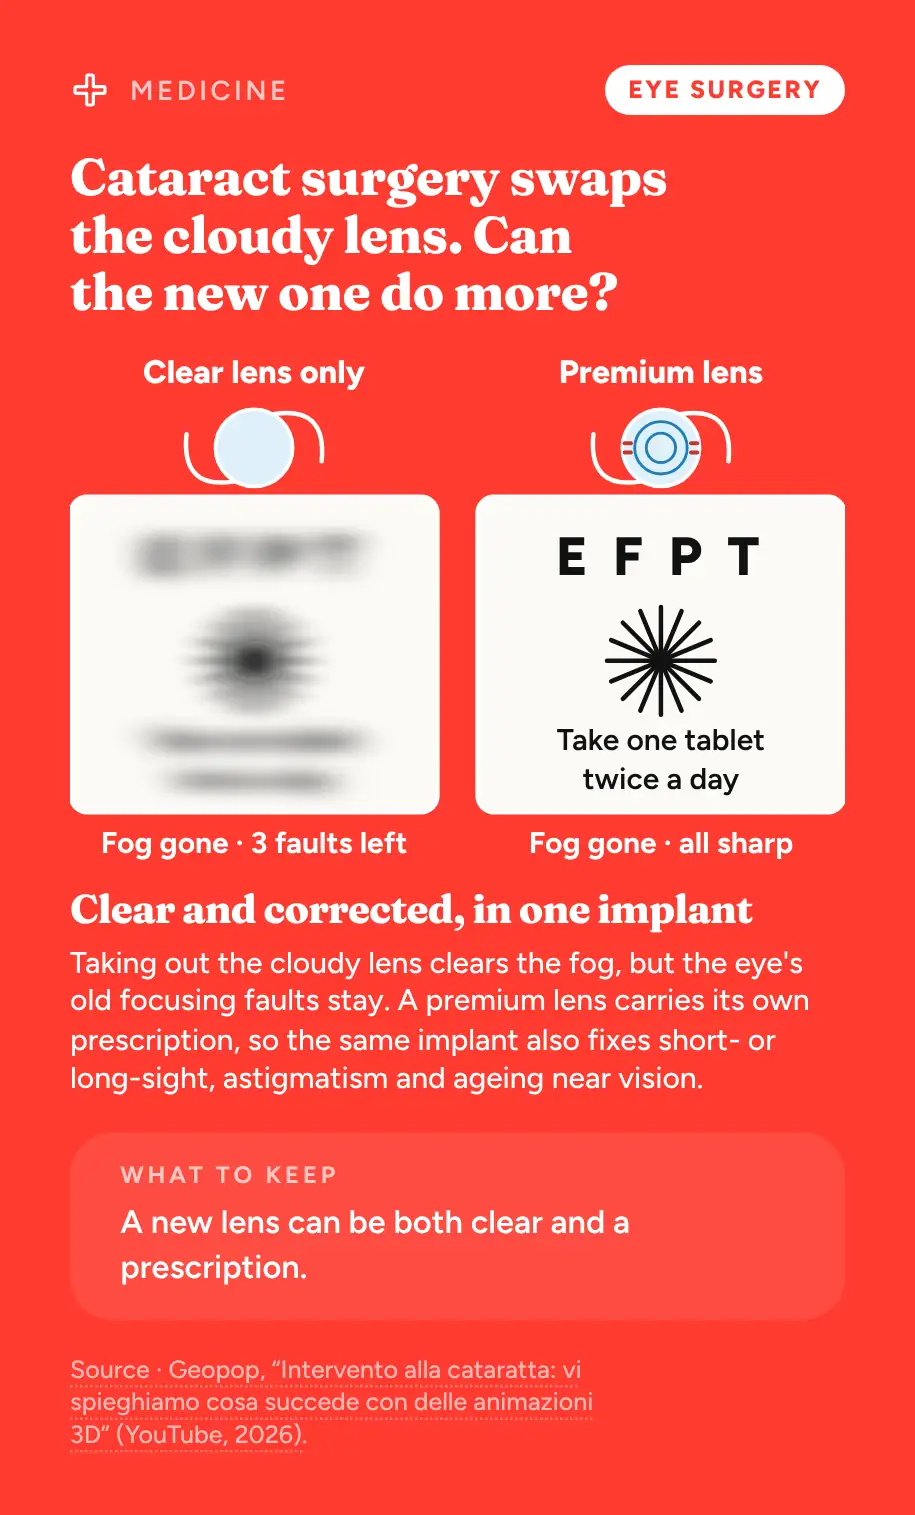 MEDICINE
EYE SURGERY
Cataract surgery swaps
the cloudy lens. Can
the new one do more?
Clear lens only
Premium lens
E F P T
Take one tablet
twice a day
Fog gone · 3 faults left
Fog gone · all sharp
Clear and corrected, in one implant
Taking out the cloudy lens clears the fog, but the eye's
old focusing faults stay. A premium lens carries its own
prescription, so the same implant also fixes short- or
long-sight, astigmatism and ageing near vision.
WHAT TO KEEP
A new lens can be both clear and a
prescription.
Source · Geopop, “Intervento alla cataratta: vi
spieghiamo cosa succede con delle animazioni
3D” (YouTube, 2026).